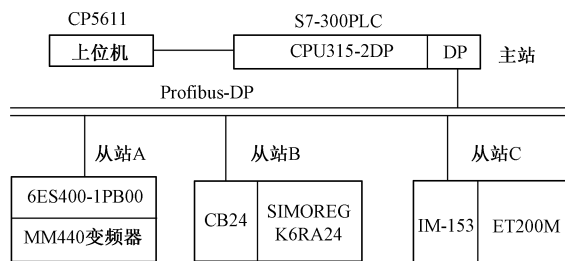 CP5611
S7-300PLC
上位机
CPU315-2DP
DP
主站
Profibus-DP
从站A
从站B
从站C
6ES400-1PB00
MM440变频器
CB24
SIMOREG
K6RA24
IM-153
ET200M